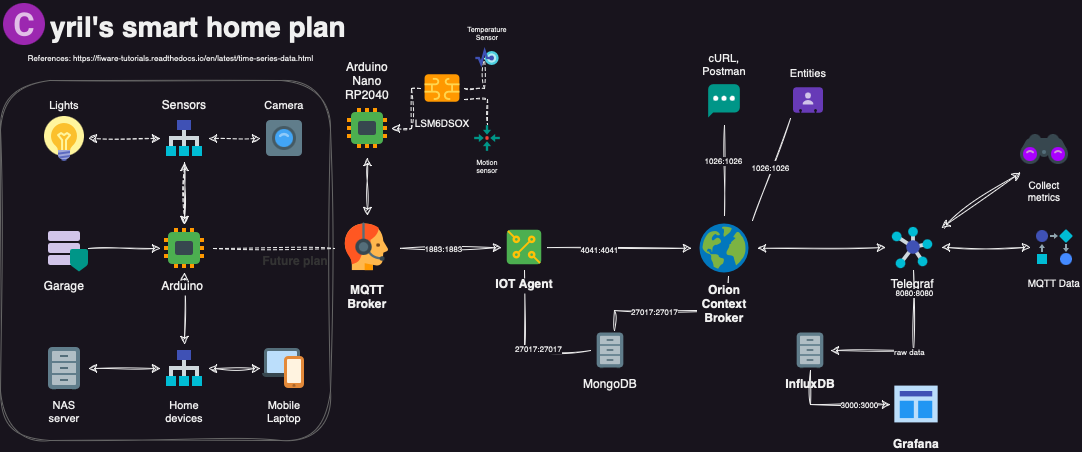 Cyril's smart home plan
References: https://fiware-tutorials.readthedocs.io/en/latest/time-series-data.html
Temperature
Sensor
Arduino
Nano
RP2040
LSM6DSOX
Motion
sensor
cURL,
Postman
Entities
Lights
Sensors
Camera
1026:1026
1026:1026
Collect
metrics
Garage
Arduino
Future plan
MQTT
Broker
1883:1883
IOT Agent
4041:4041
Orion
Context
Broker
Telegraf
8080:8080
MQTT Data
27017:27017
27017:27017
MongoDB
raw data
InfluxDB
3000:3000
Grafana
NAS
server
Home
devices
Mobile
Laptop